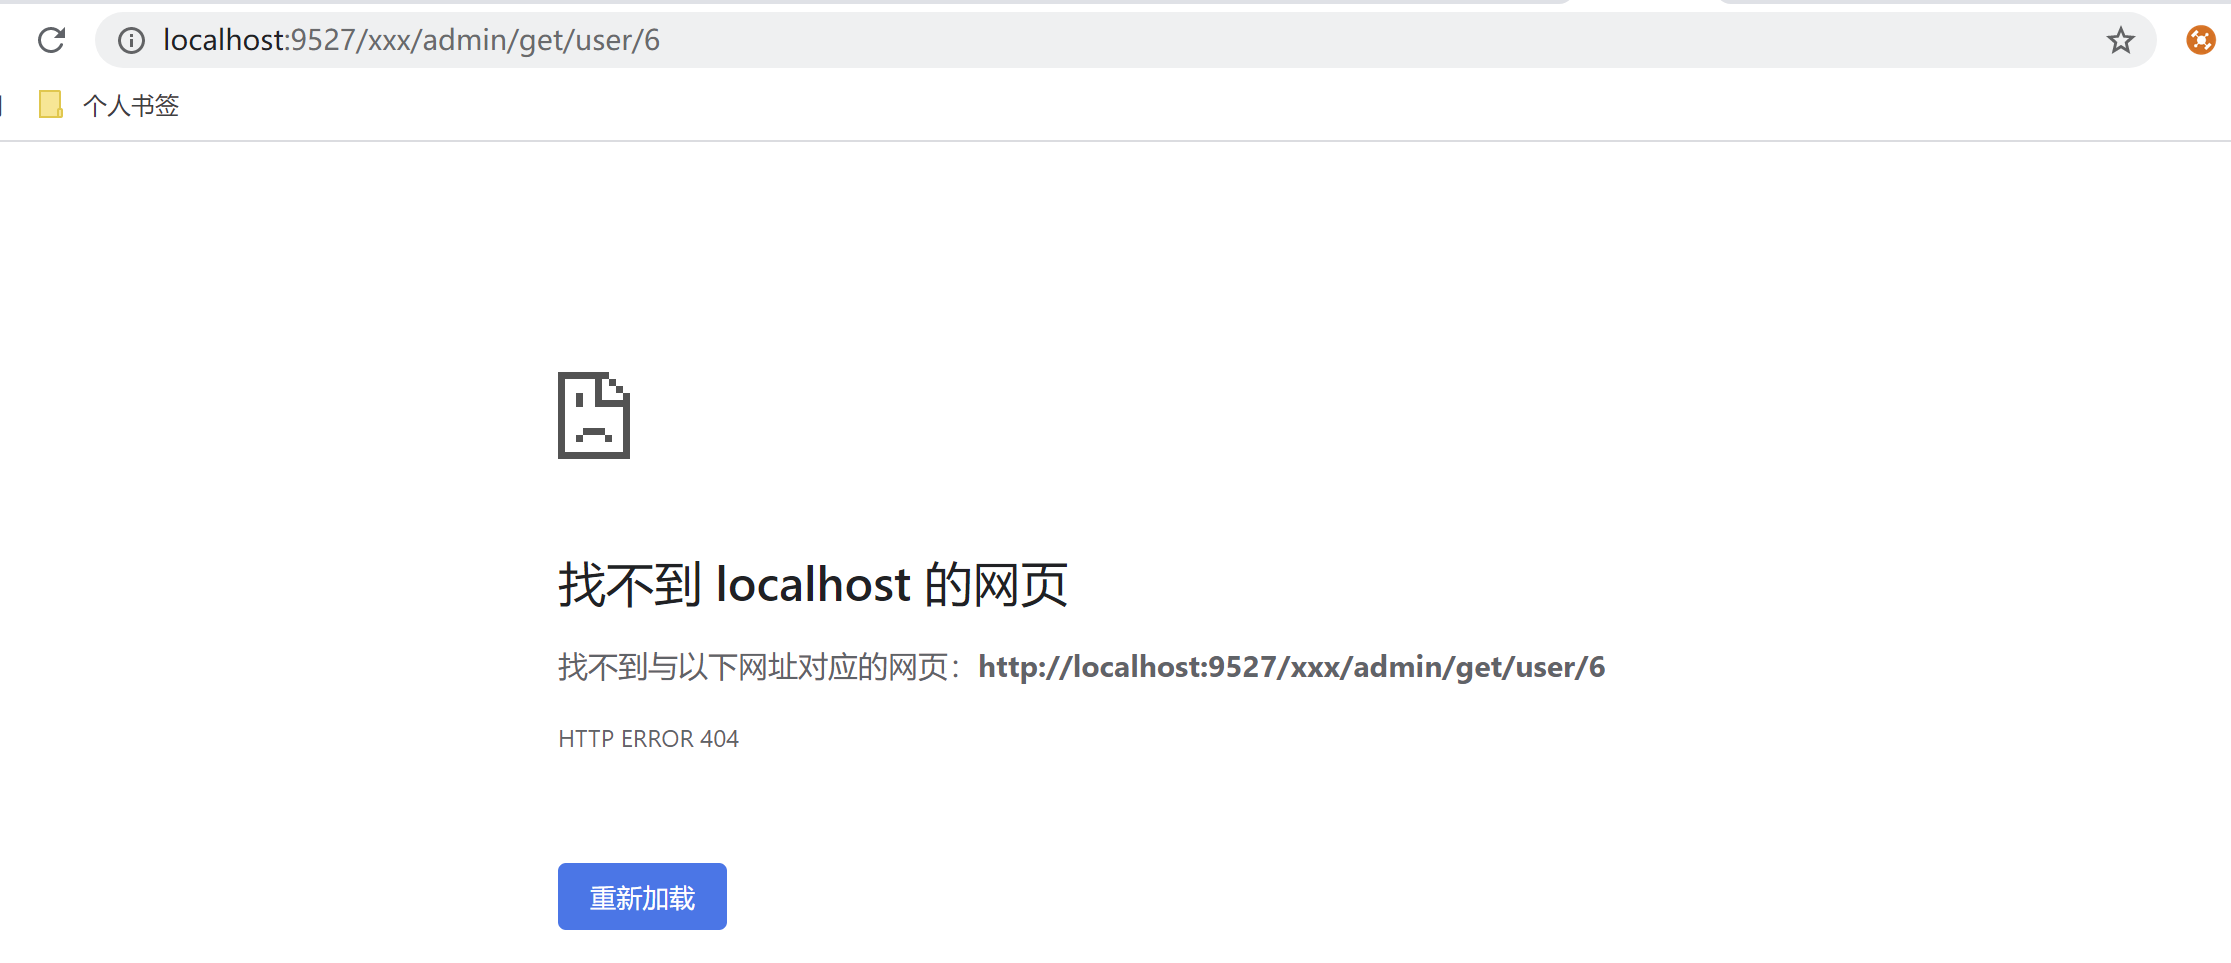 localhost:9527/xxx/admin/get/user/6
个人书签
找不到 localhost 的网页
找不到与以下网址对应的网页：http://localhost:9527/xxx/admin/get/user/6
HTTP ERROR 404
重新加载